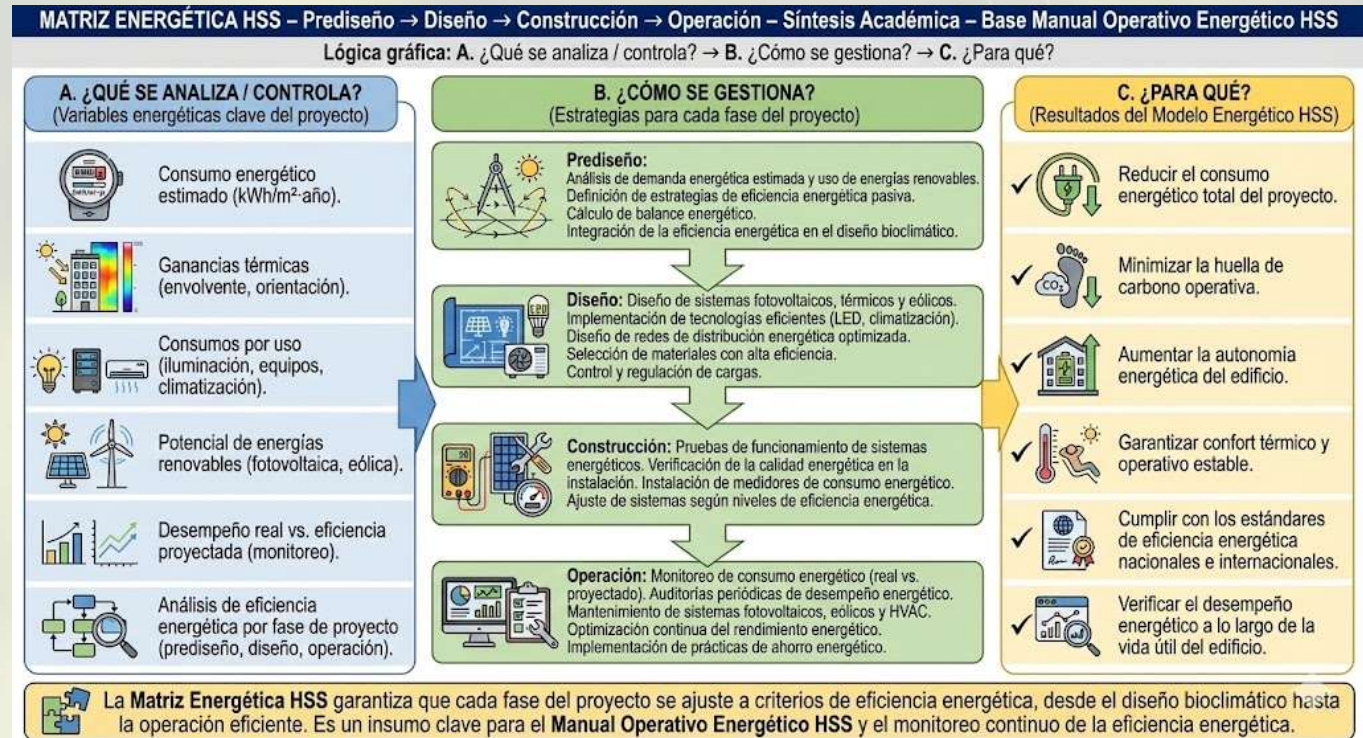 MATRIZ ENERGÉTICA HSS – Prediseño → Diseño → Construcción → Operación – Síntesis Académica – Base Manual Operativo Energético HSS
Lógica gráfica: A. ¿Qué se analiza / controla? → B. ¿Cómo se gestiona? → C. ¿Para qué?
A. ¿QUÉ SE ANALIZA / CONTROLA?
(Variables energéticas clave del proyecto)
Consumo energético
estimado (kWh/m²·año).
Ganancias térmicas
(envolvente, orientación).
Consumos por uso
(iluminación, equipos,
climatización).
Potencial de energías
renovables (fotovoltaica, eólica).
Desempeño real vs. eficiencia
proyectada (monitoreo).
Análisis de eficiencia
energética por fase de proyecto
(prediseño, diseño, operación).
B. ¿CÓMO SE GESTIONA?
(Estrategias para cada fase del proyecto)
Prediseño:
Análisis de demanda energética estimada y uso de energías renovables.
Definición de estrategias de eficiencia energética pasiva.
Cálculo de balance energético.
Integración de la eficiencia energética en el diseño bioclimático.
Diseño: Diseño de sistemas fotovoltaicos, térmicos y eólicos.
Implementación de tecnologías eficientes (LED, climatización).
Diseño de redes de distribución energética optimizada.
Selección de materiales con alta eficiencia.
Control y regulación de cargas.
Construcción: Pruebas de funcionamiento de sistemas
energéticos. Verificación de la calidad energética en la
instalación. Instalación de medidores de consumo energético.
Ajuste de sistemas según niveles de eficiencia energética.
Operación: Monitoreo de consumo energético (real vs.
proyectado). Auditorias periódicas de desempeño energético.
Mantenimiento de sistemas fotovoltaicos, eólicos y HVAC.
Optimización continua del rendimiento energético.
Implementación de prácticas de ahorro energético.
C. ¿PARA QUÉ?
(Resultados del Modelo Energético HSS)
Reducir el consumo
energético total del proyecto.
CO₂
Minimizar la huella de
carbono operativa.
Aumentar la autonomía
energética del edificio.
Garantizar confort térmico y
operativo estable.
Cumplir con los estándares
de eficiencia energética
nacionales e internacionales.
Verificar el desempeño
energético a lo largo de la
vida útil del edificio.
La Matriz Energética HSS garantiza que cada fase del proyecto se ajuste a criterios de eficiencia energética, desde el diseño bioclimático hasta
la operación eficiente. Es un insumo clave para el Manual Operativo Energético HSS y el monitoreo continuo de la eficiencia energética.